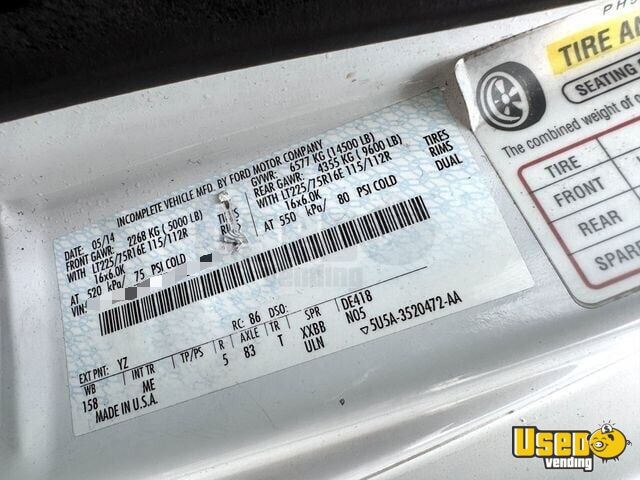 PH5
TIRE A
SEATING
The combined weight of
TIRE
FRONT
REAR
SPAR
INCOMPLETE VEHICLE MFD. BY FORD MOTOR COMPANY
DATE: 05/14 GVWR: 6577 KG (14500 LB)
FRONT GAWR: 2268 KG (5000 LB) REAR GAWR: 4355 KG ( 9600 LB)
WITH LT225/75R16E 115/112R WITH LT225/75R16E 115/112R TIRES
16x6.0K 16x6.0K RIMS
AT 520 kPa/ 75 PSI COLD AT 550 kPa/ 80 PSI COLD DUAL
VIN:
EXT PNT: YZ RC: 86 DSO:
WB INT TR TP/PS R AXLE TR SPR
158 ME 5 83 T XXBB DE418
ULN NO5
MADE IN U.S.A. 5U5A-3520472-AA
Used
vending
vending